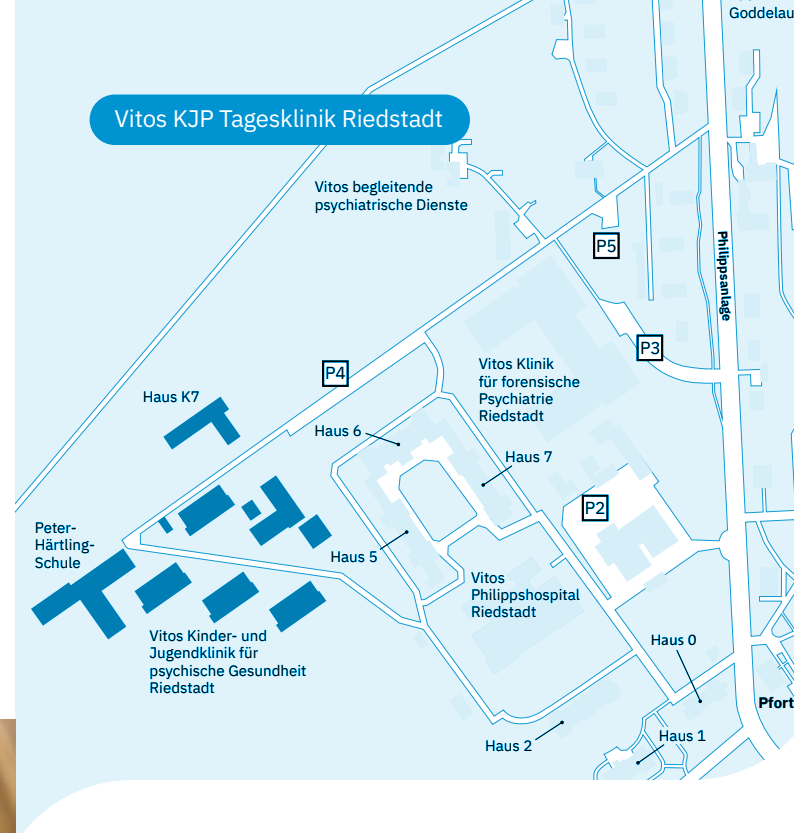 Goddelau
Vitos KJP Tagesklinik Riedstadt
Vitos begleitende
psychiatrische Dienste
P5
Philippsanlage
P3
P4
Vitos Klinik
für forensische
Psychiatrie
Riedstadt
Haus K7
Haus 6
Haus 7
P2
Peter-
Härtling-
Schule
Haus 5
Vitos
Philippshospital
Riedstadt
Vitos Kinder- und
Jugendklinik für
psychische Gesundheit
Riedstadt
Haus 0
Pfort
Haus 1
Haus 2